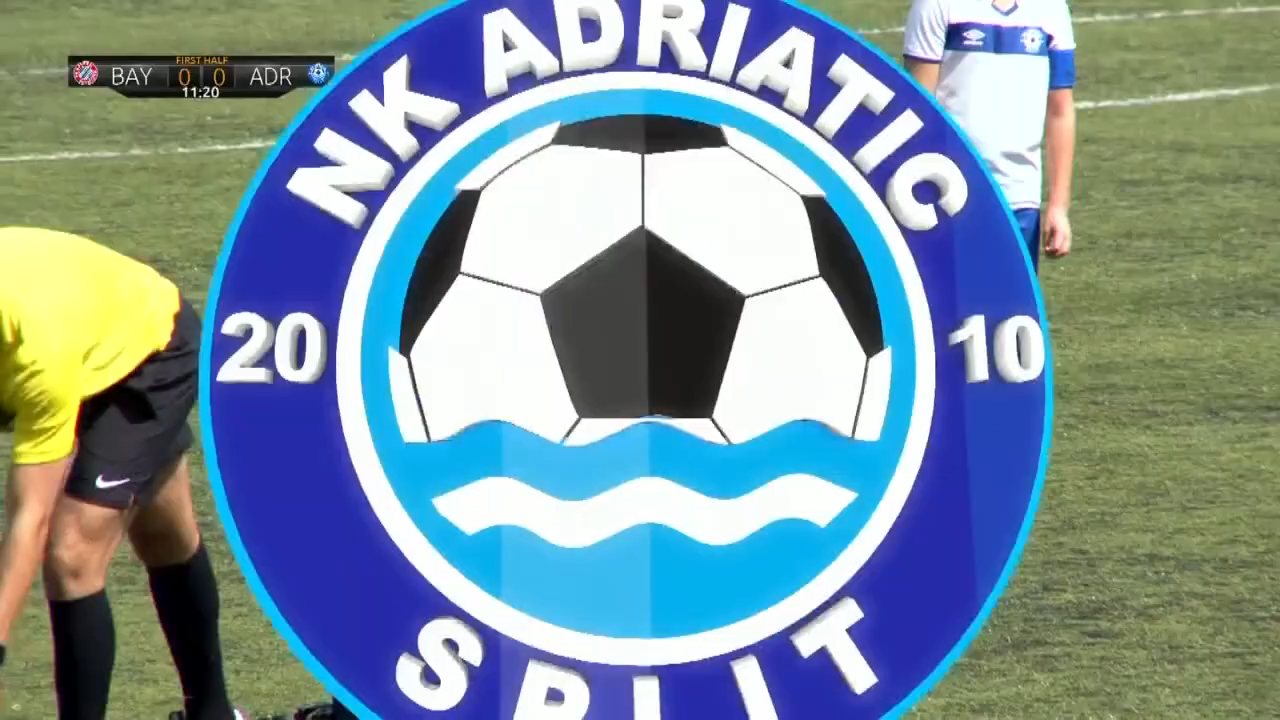 FIRST HALF
BAY 0 0 ADR
11:20
NK ADRIATIC
20 10
SPLIT